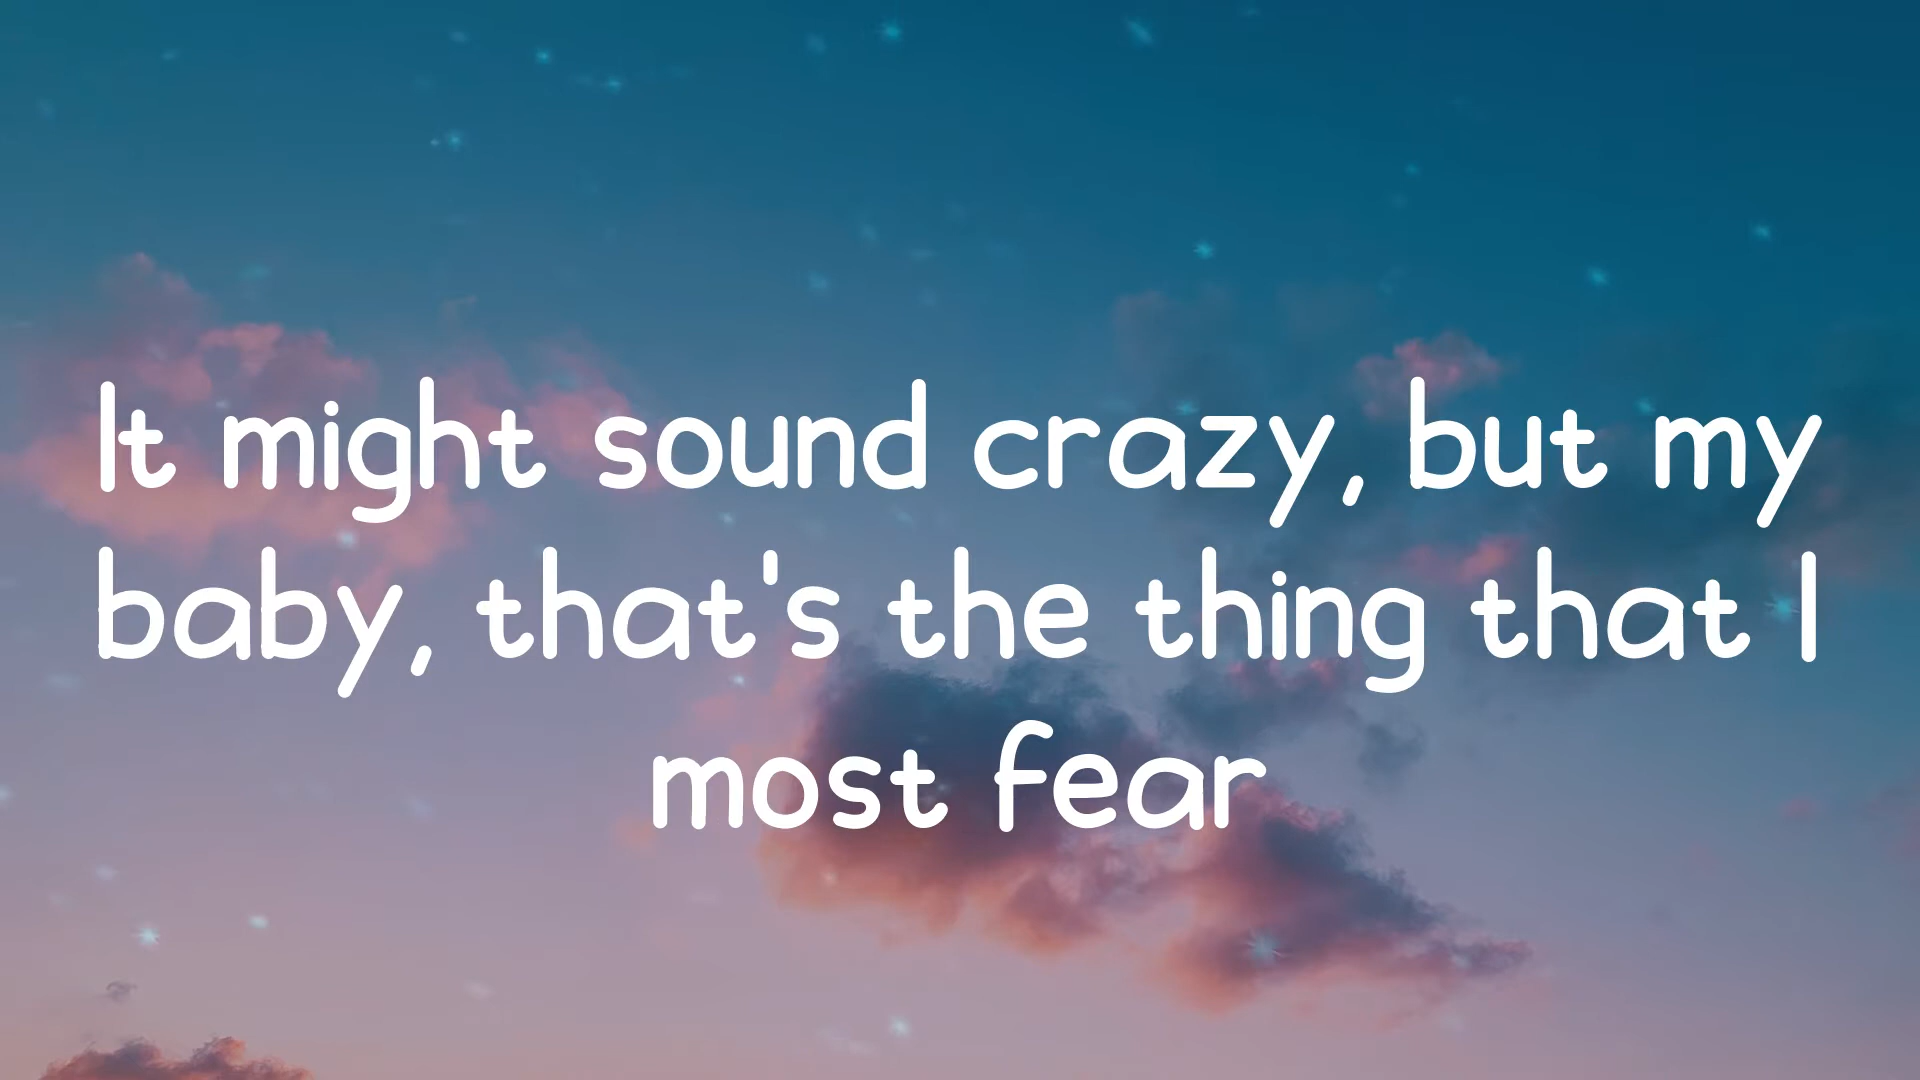 It might sound crazy, but my
baby, that's the thing that I
most fear